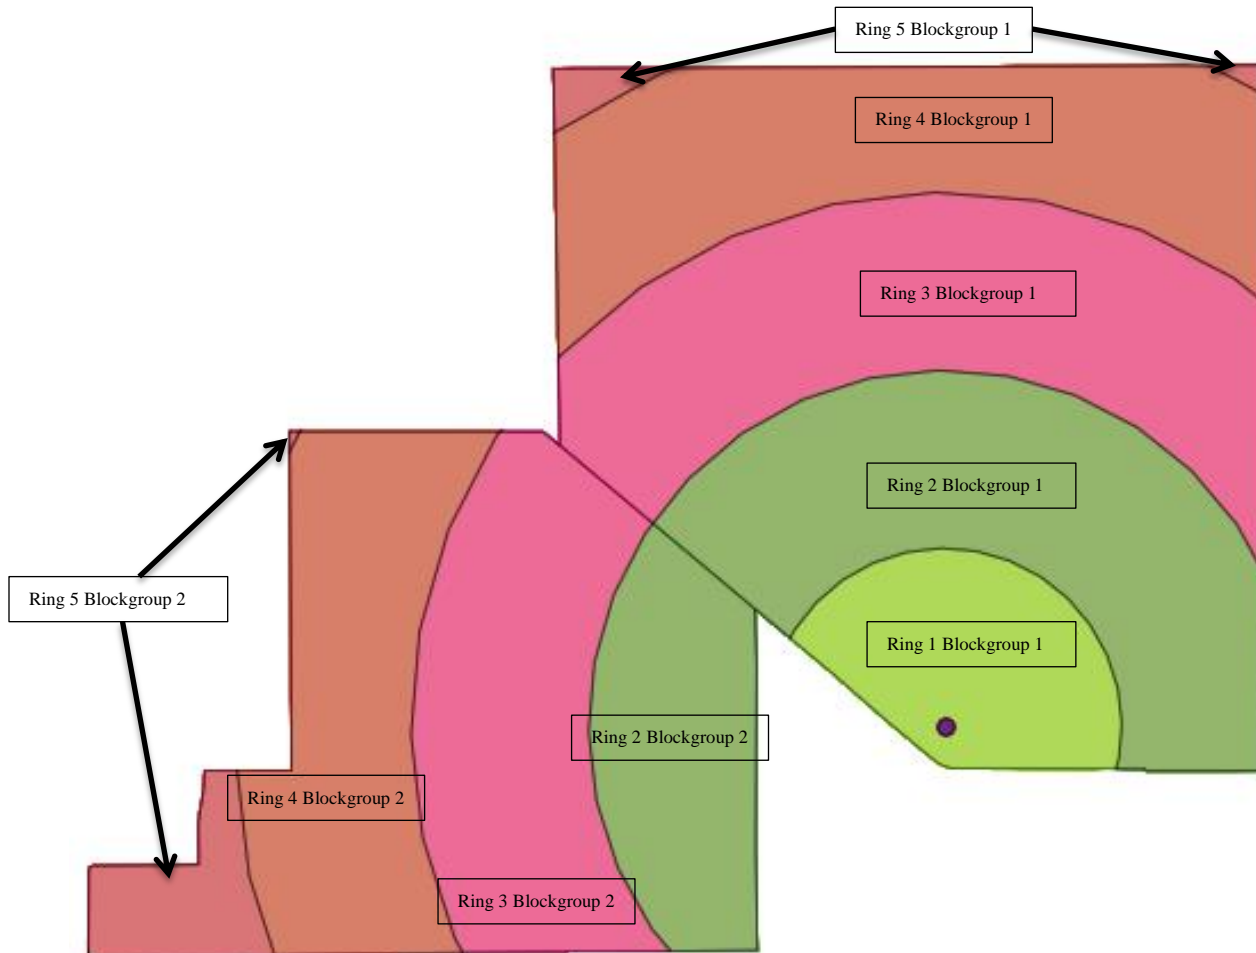 Ring 5 Blockgroup 1
Ring 4 Blockgroup 1
Ring 3 Blockgroup 1
Ring 2 Blockgroup 1
Ring 5 Blockgroup 2
Ring 1 Blockgroup 1
Ring 2 Blockgroup 2
Ring 4 Blockgroup 2
Ring 3 Blockgroup 2